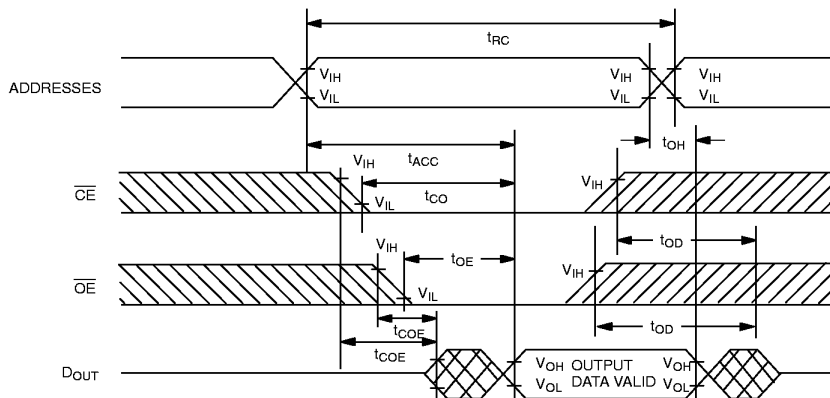 tRC
ADDRESSES
VIH VIH VIH
VIL VIL VIL
tOH
tACC
VIH
CE VIL tCO VIH
tOD
VIH
OE tOE VIH
VIL
tCOE tOD
tCOE
DOUT VOH OUTPUT VOH
VOL DATA VALID VOL